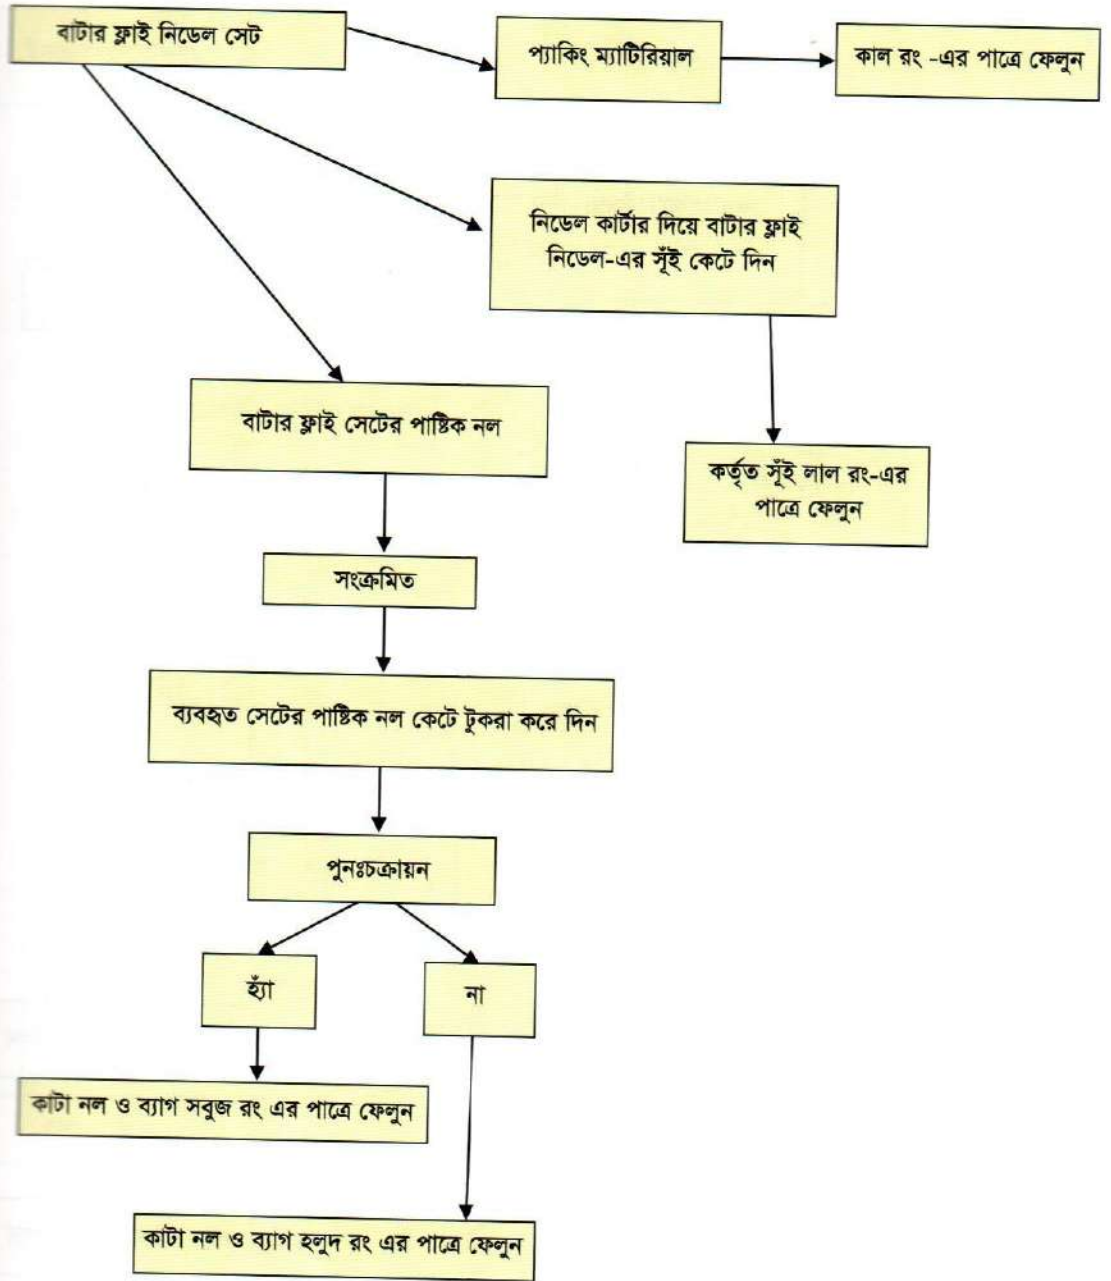 বাটার ফ্লাই নিডেল সেট
প্যাকিং ম্যাটিরিয়াল
কাল রং -এর পাত্রে ফেলুন
নিডেল কার্টার দিয়ে বাটার ফ্লাই
নিডেল-এর সূঁই কেটে দিন
বাটার ফ্লাই সেটের পাষ্টিক নল
কর্তৃত সূঁই লাল রং-এর
পাত্রে ফেলুন
সংক্রমিত
ব্যবহৃত সেটের পাষ্টিক নল কেটে টুকরা করে দিন
পুনঃচক্রায়ন
হ্যাঁ
না
কাটা নল ও ব্যাগ সবুজ রং এর পাত্রে ফেলুন
কাটা নল ও ব্যাগ হলুদ রং এর পাত্রে ফেলুন